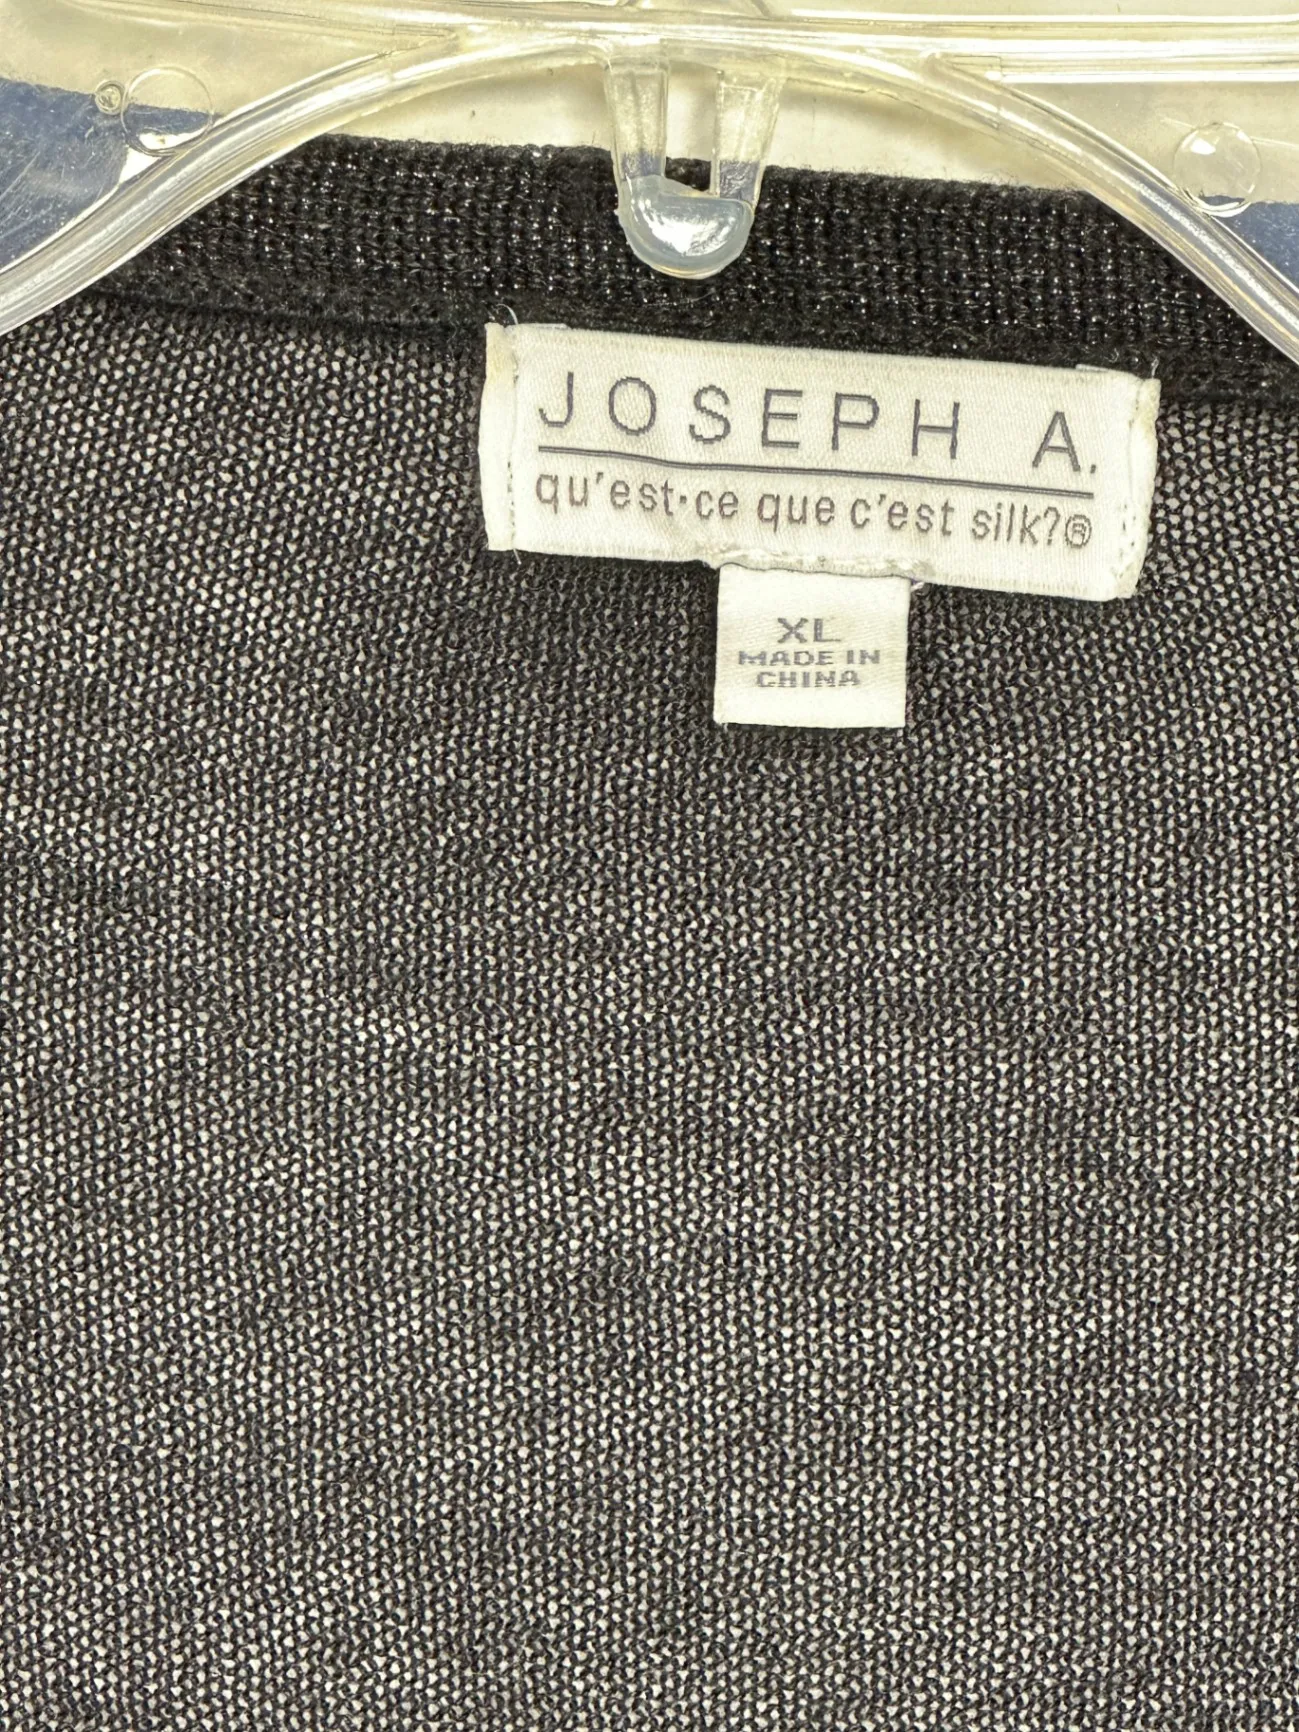 JOSEPH A.
qu'est·ce que c'est silk?®
XL
MADE IN
CHINA